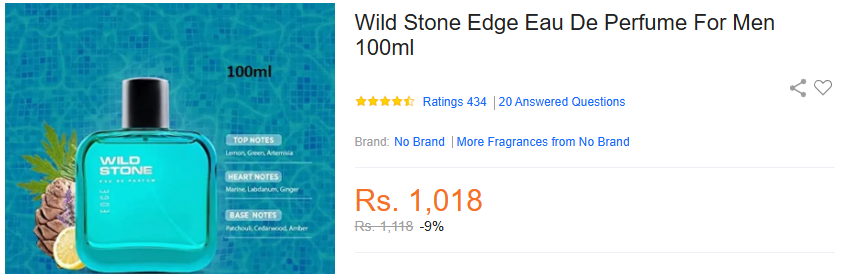 100ml
WILD
STONE
EAU DE PARFUM
EDGE
TOP NOTES
Lemon, Green, Artemisia
HEART NOTES
Marine, Labdanum, Ginger
BASE NOTES
Patchouli, Cedarwood, Amber
Wild Stone Edge Eau De Perfume For Men
100ml
Ratings 434 | 20 Answered Questions
Brand: No Brand | More Fragrances from No Brand
Rs. 1,018
Rs. 1,118 -9%